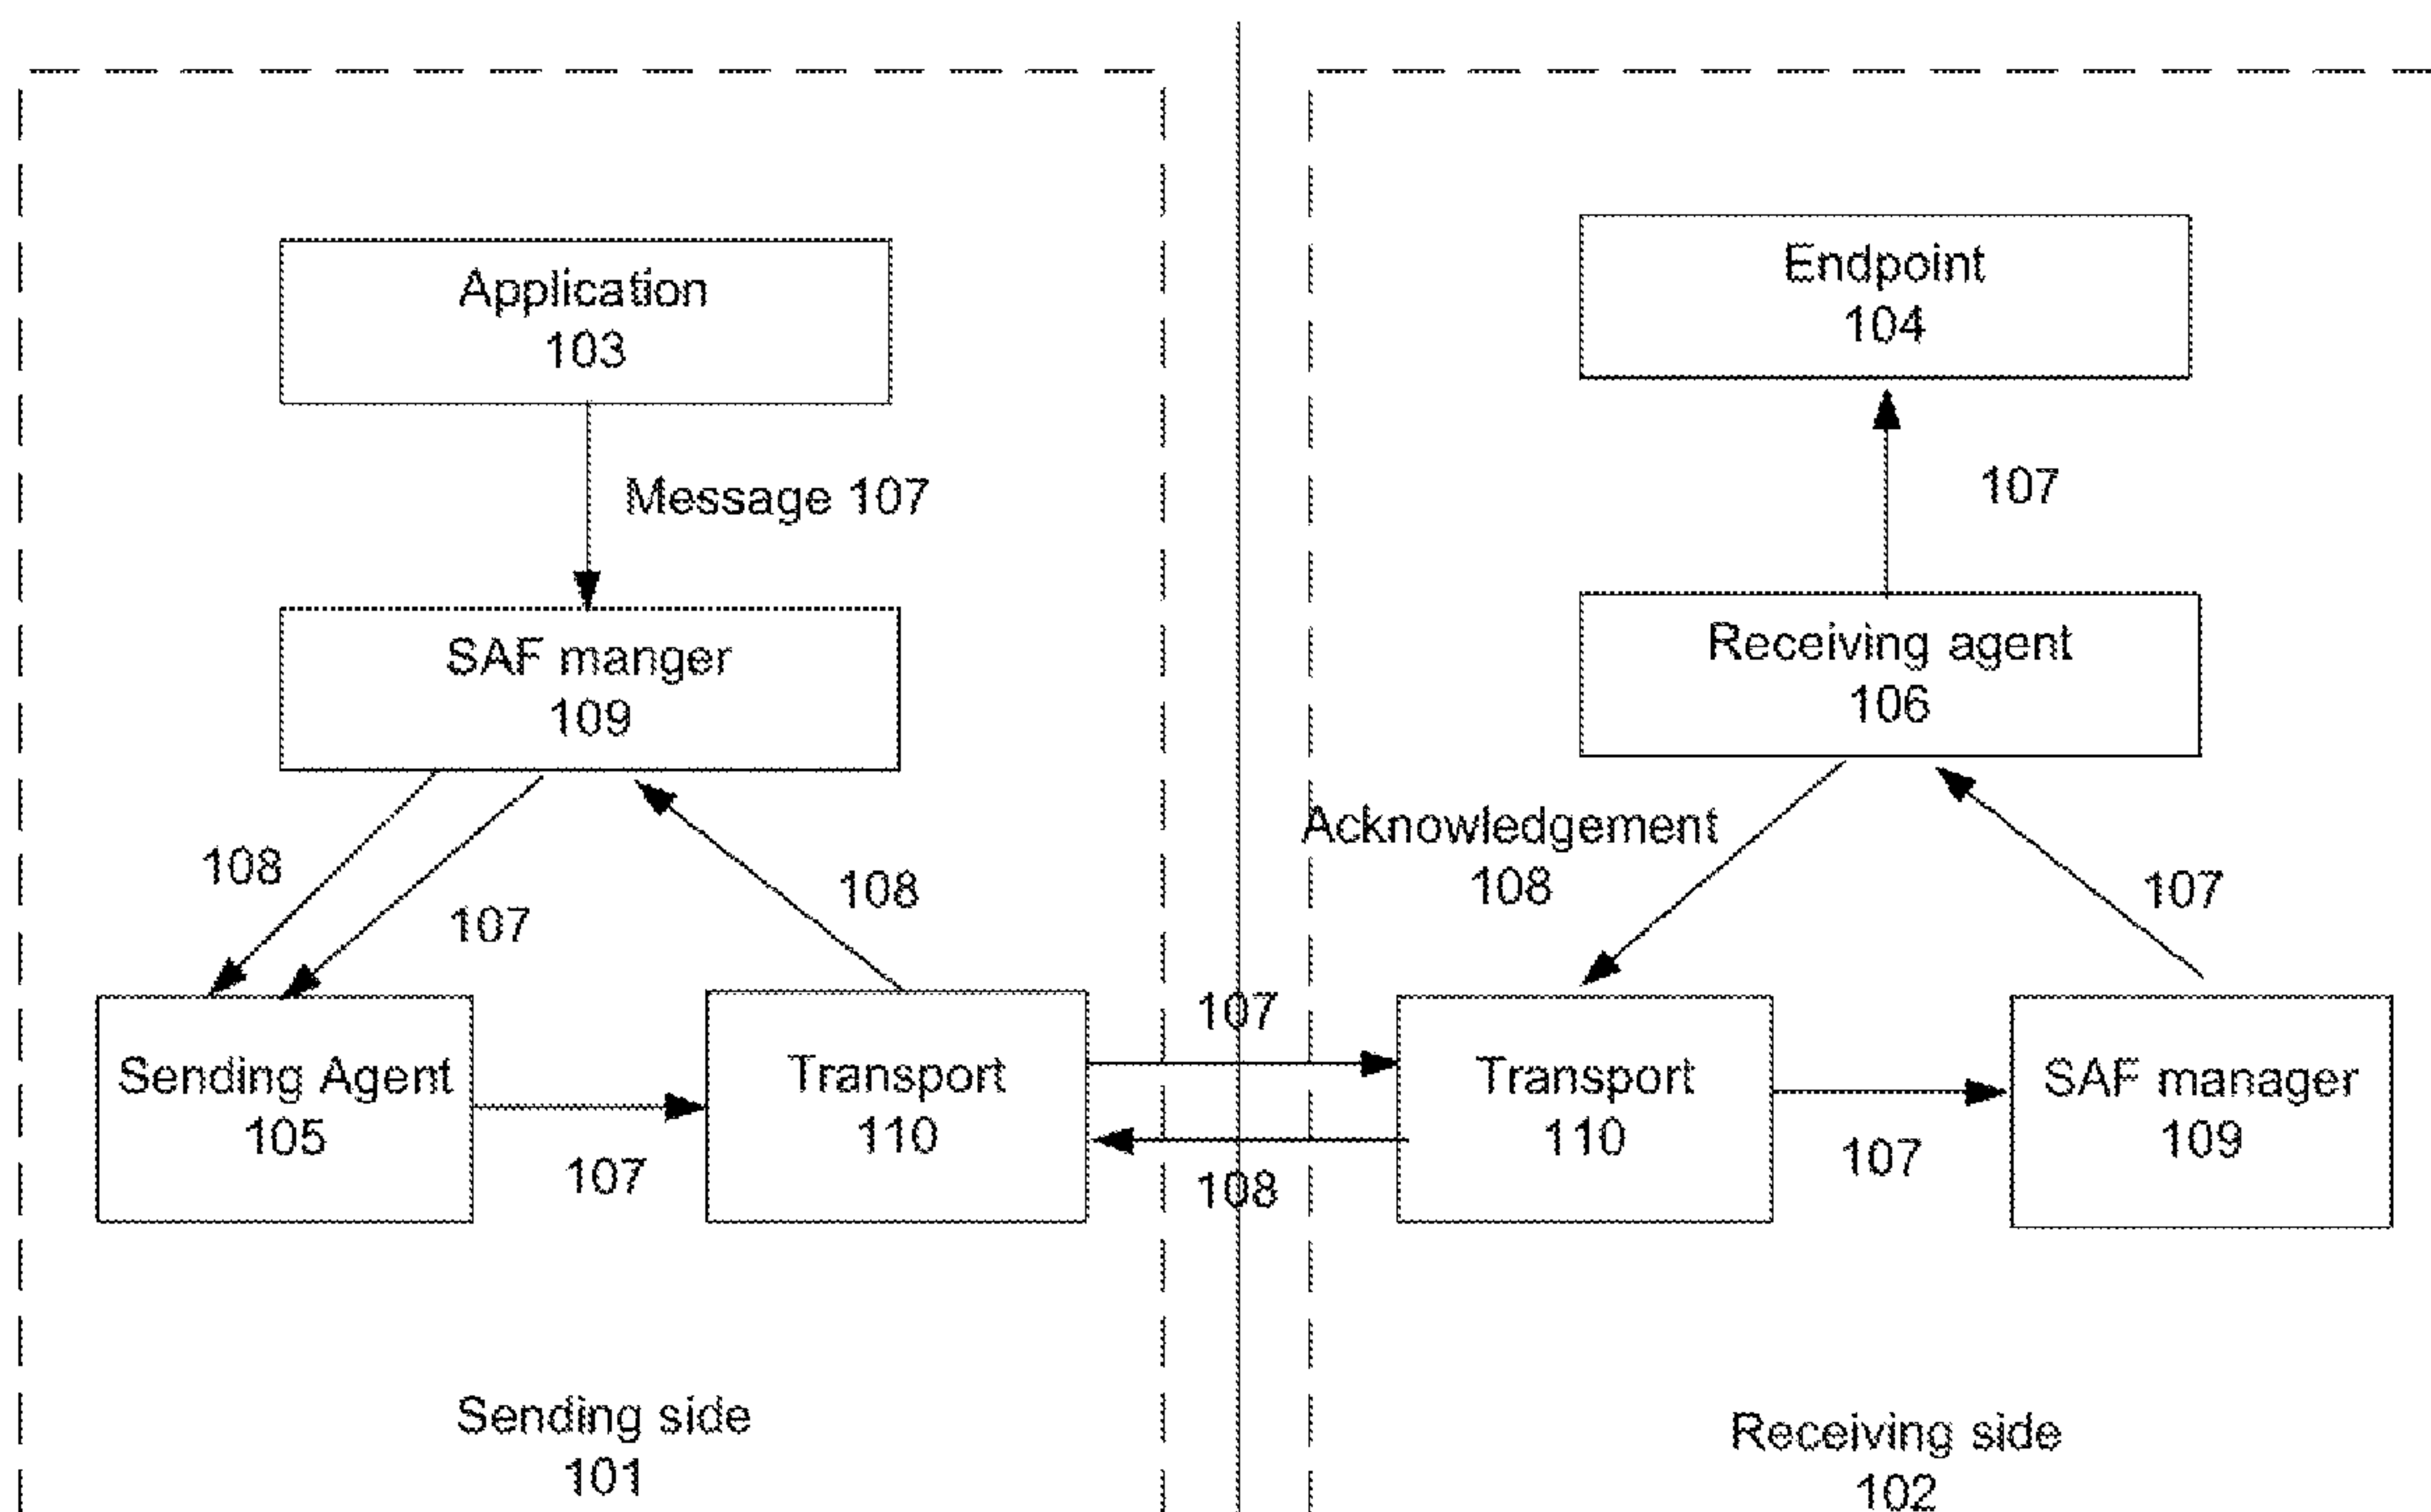 Application
103
Message 107
SAF manger
109
108
107
108
Sending Agent
105
107
Transport
110
Sending side
101
107
108
Endpoint
104
107
Receiving agent
106
Acknowledgement
108
107
Transport
110
107
SAF manager
109
Receiving side
102